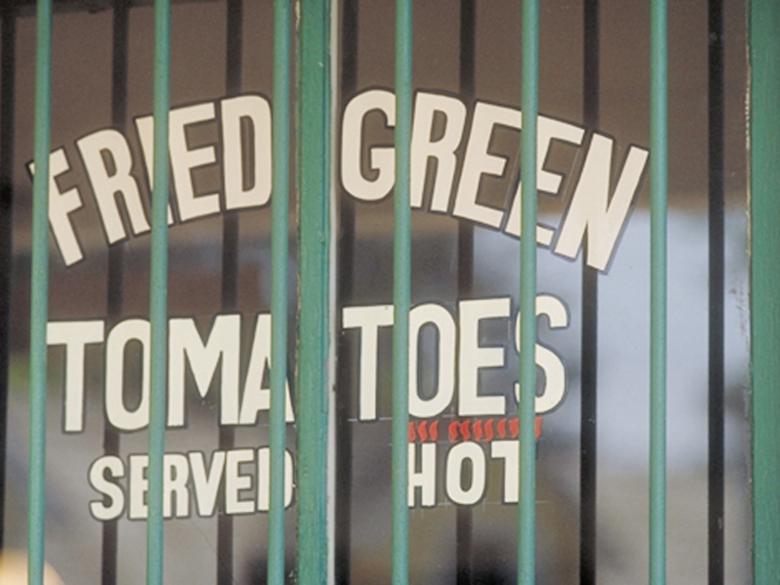 FRIED GREEN
TOMATOES
SERVED HOT